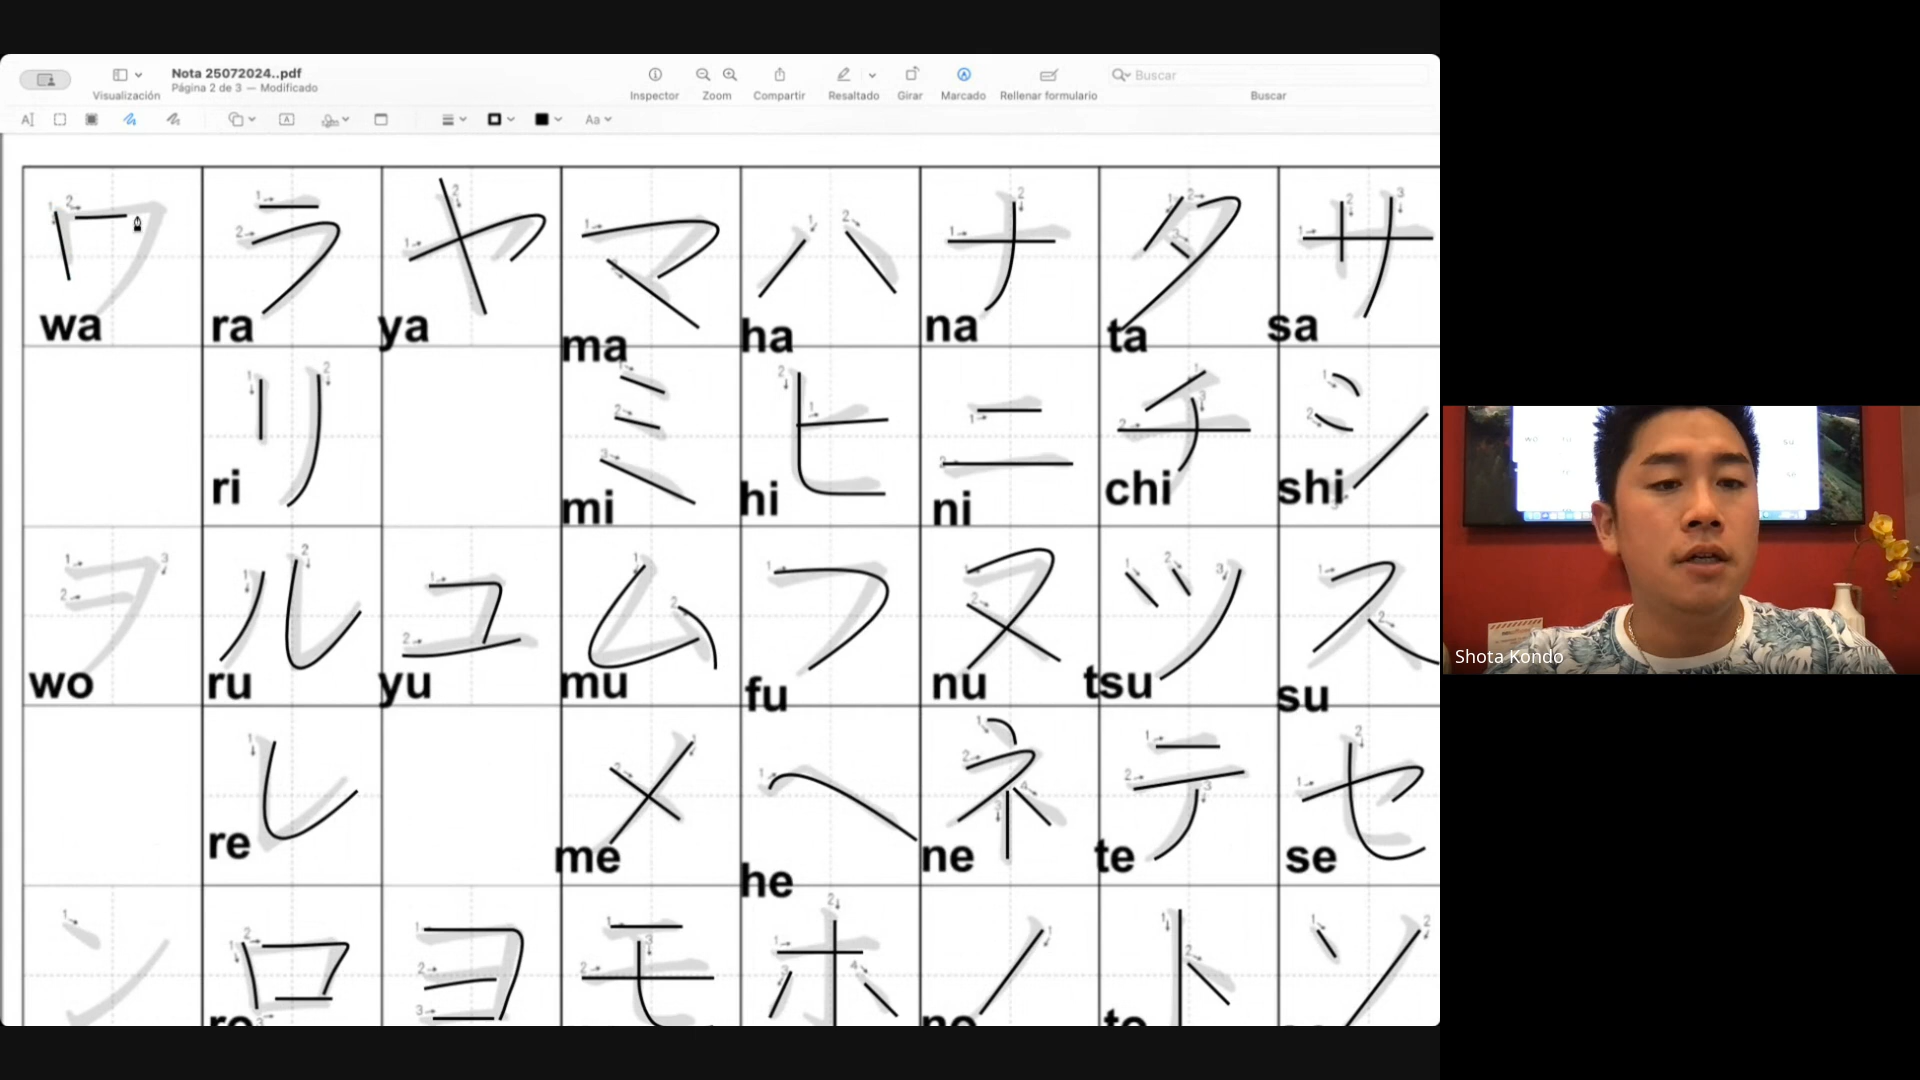 Nota 25072024..pdf
Página 2 de 3 — Modificado
Visualización
Inspector
Zoom
Compartir
Resaltado
Girar
Marcado
Rellenar formulario
Buscar
Buscar
Aa
ワ ラ ヤ マ ハ ナ タ サ
wa ra ya ma ha na ta sa
リ ミ ヒ ニ チ シ
ri mi hi ni chi shi
ヲ ル ユ ム フ ヌ ツ ス
wo ru yu mu fu nu tsu su
レ メ ヘ ネ テ セ
re me he ne te se
ン ロ ヨ モ ホ ノ ト ソ
ro no to
Shota Kondo